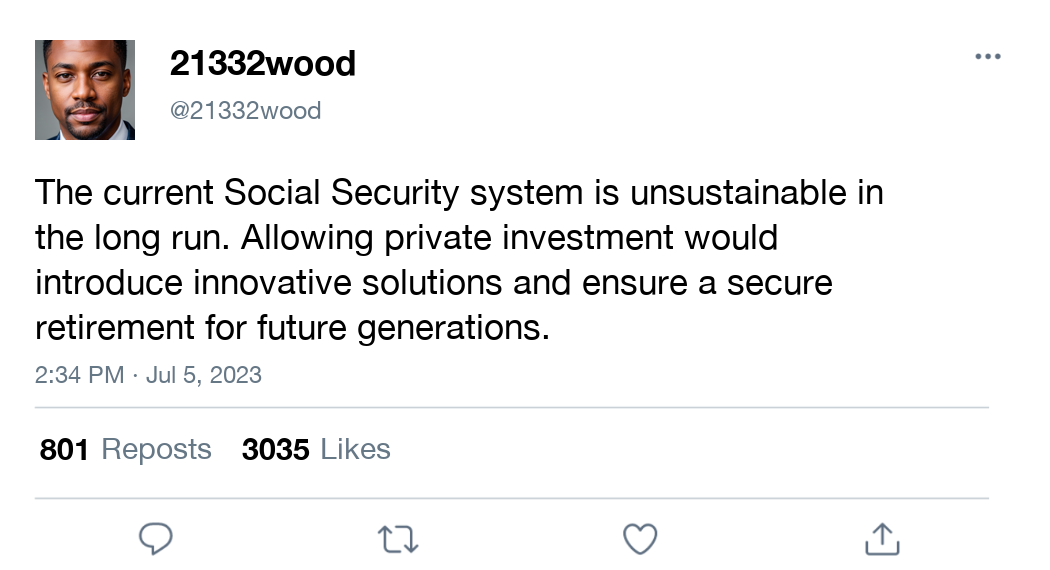 21332wood
@21332wood
The current Social Security system is unsustainable in
the long run. Allowing private investment would
introduce innovative solutions and ensure a secure
retirement for future generations.
2:34 PM · Jul 5, 2023
801 Reposts 3035 Likes